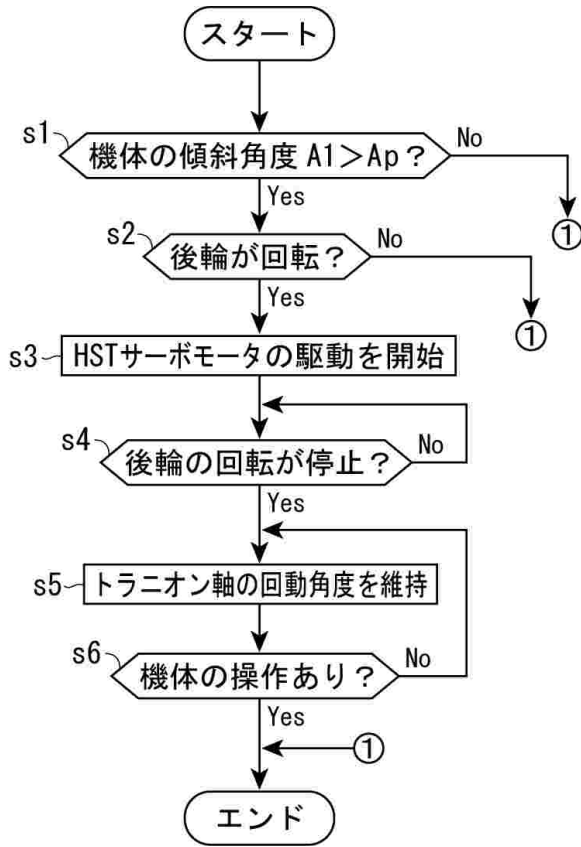 スタート
s1
機体の傾斜角度 A1＞Ap？
No
Yes
①
s2
後輪が回転？
No
Yes
①
s3
HSTサーボモータの駆動を開始
s4
後輪の回転が停止？
No
Yes
s5
トラニオン軸の回動角度を維持
s6
機体の操作あり？
No
Yes
①
エンド